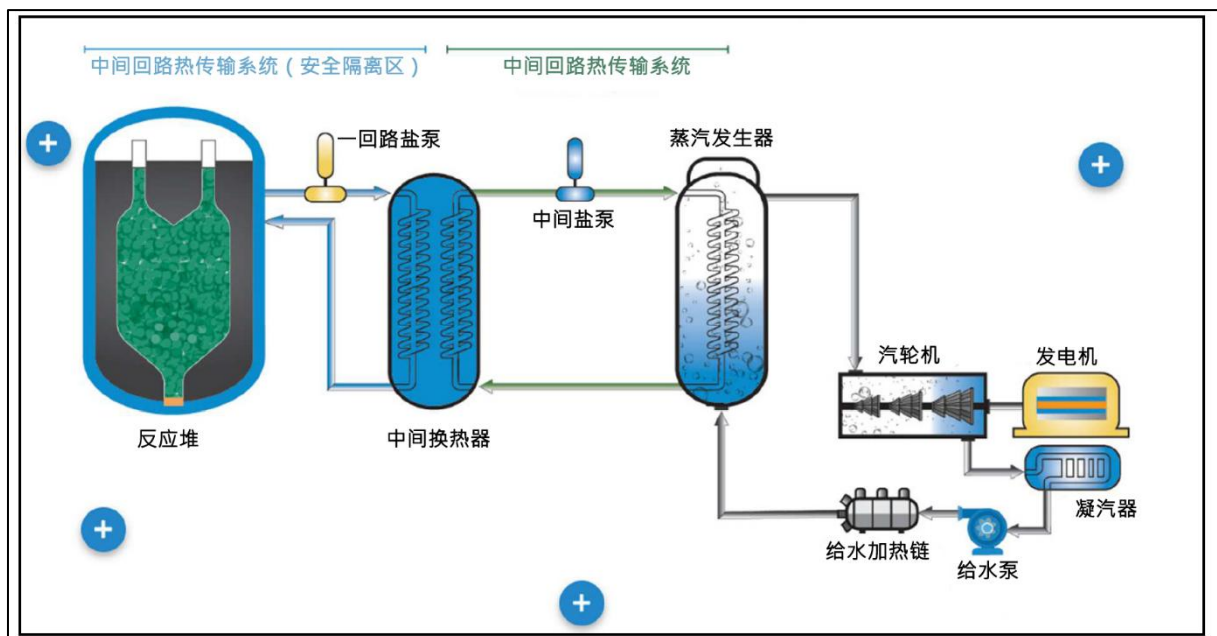 中间回路热传输系统（安全隔离区）
中间回路热传输系统
一回路盐泵
蒸汽发生器
中间盐泵
汽轮机
发电机
反应堆
中间换热器
凝汽器
给水加热链
给水泵